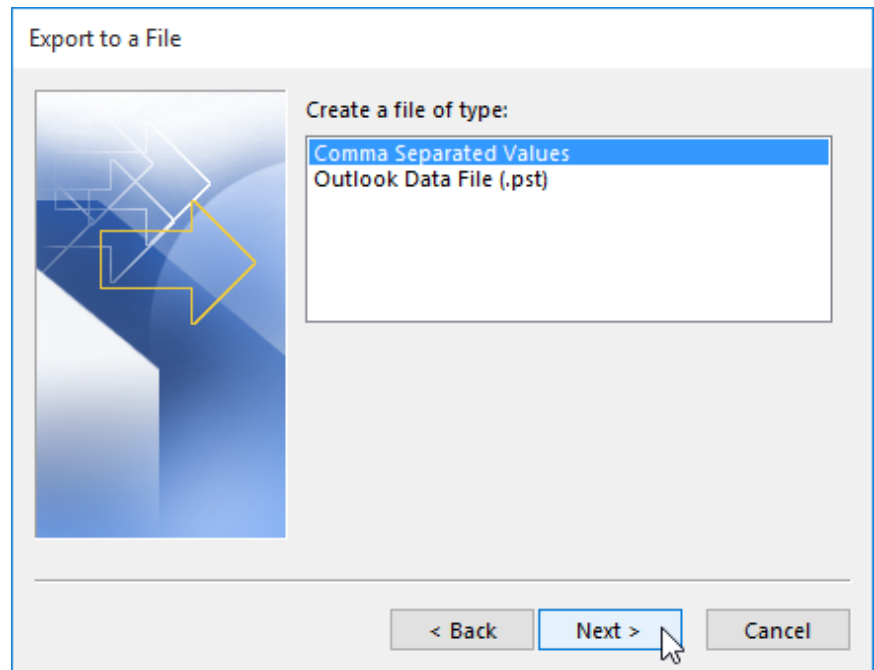 Export to a File
Create a file of type:
Comma Separated Values
Outlook Data File (.pst)
< Back
Next >
Cancel